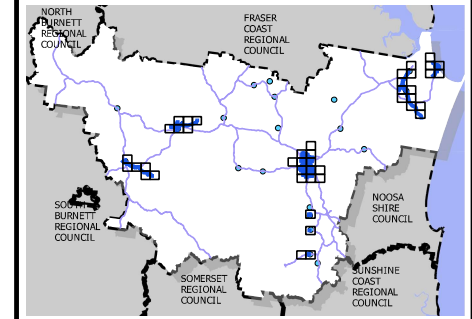 NORTH
BURNETT
REGIONAL
COUNCIL
FRASER
COAST
REGIONAL
COUNCIL
NOOSA
SHIRE
COUNCIL
SOUTH
BURNETT
REGIONAL
COUNCIL
SOMERSET
REGIONAL
COUNCIL
SUNSHINE
COAST
REGIONAL
COUNCIL